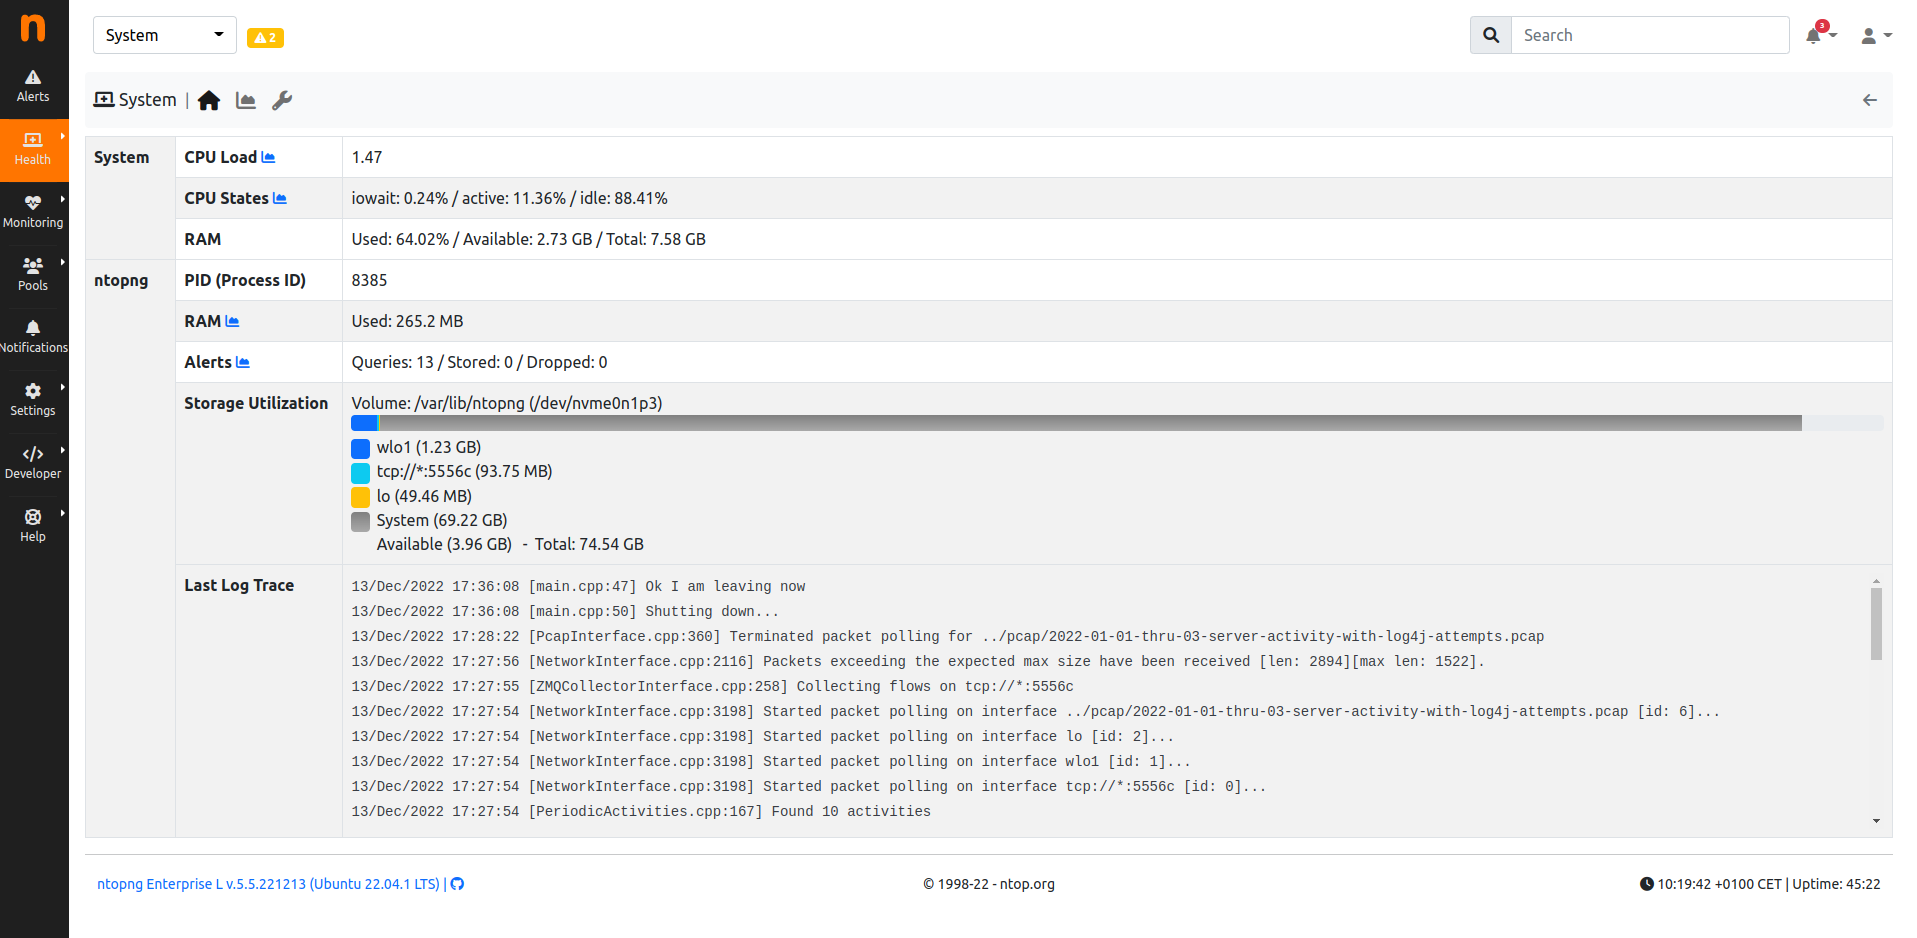 n
System
2
Search
3
Alerts
Health
Monitoring
Pools
Notifications
Settings
Developer
Help
System |
System
CPU Load
1.47
CPU States
iowait: 0.24% / active: 11.36% / idle: 88.41%
RAM
Used: 64.02% / Available: 2.73 GB / Total: 7.58 GB
ntopng
PID (Process ID)
8385
RAM
Used: 265.2 MB
Alerts
Queries: 13 / Stored: 0 / Dropped: 0
Storage Utilization
Volume: /var/lib/ntopng (/dev/nvme0n1p3)
wlo1 (1.23 GB)
tcp://*:5556c (93.75 MB)
lo (49.46 MB)
System (69.22 GB)
Available (3.96 GB) - Total: 74.54 GB
Last Log Trace
13/Dec/2022 17:36:08 [main.cpp:47] Ok I am leaving now
13/Dec/2022 17:36:08 [main.cpp:50] Shutting down...
13/Dec/2022 17:28:22 [PcapInterface.cpp:360] Terminated packet polling for ../pcap/2022-01-01-thru-03-server-activity-with-log4j-attempts.pcap
13/Dec/2022 17:27:56 [NetworkInterface.cpp:2116] Packets exceeding the expected max size have been received [len: 2894][max len: 1522].
13/Dec/2022 17:27:55 [ZMQCollectorInterface.cpp:258] Collecting flows on tcp://*:5556c
13/Dec/2022 17:27:54 [NetworkInterface.cpp:3198] Started packet polling on interface ../pcap/2022-01-01-thru-03-server-activity-with-log4j-attempts.pcap [id: 6]...
13/Dec/2022 17:27:54 [NetworkInterface.cpp:3198] Started packet polling on interface lo [id: 2]...
13/Dec/2022 17:27:54 [NetworkInterface.cpp:3198] Started packet polling on interface wlo1 [id: 1]...
13/Dec/2022 17:27:54 [NetworkInterface.cpp:3198] Started packet polling on interface tcp://*:5556c [id: 0]...
13/Dec/2022 17:27:54 [PeriodicActivities.cpp:167] Found 10 activities
ntopng Enterprise L v.5.5.221213 (Ubuntu 22.04.1 LTS) |
© 1998-22 - ntop.org
10:19:42 +0100 CET | Uptime: 45:22